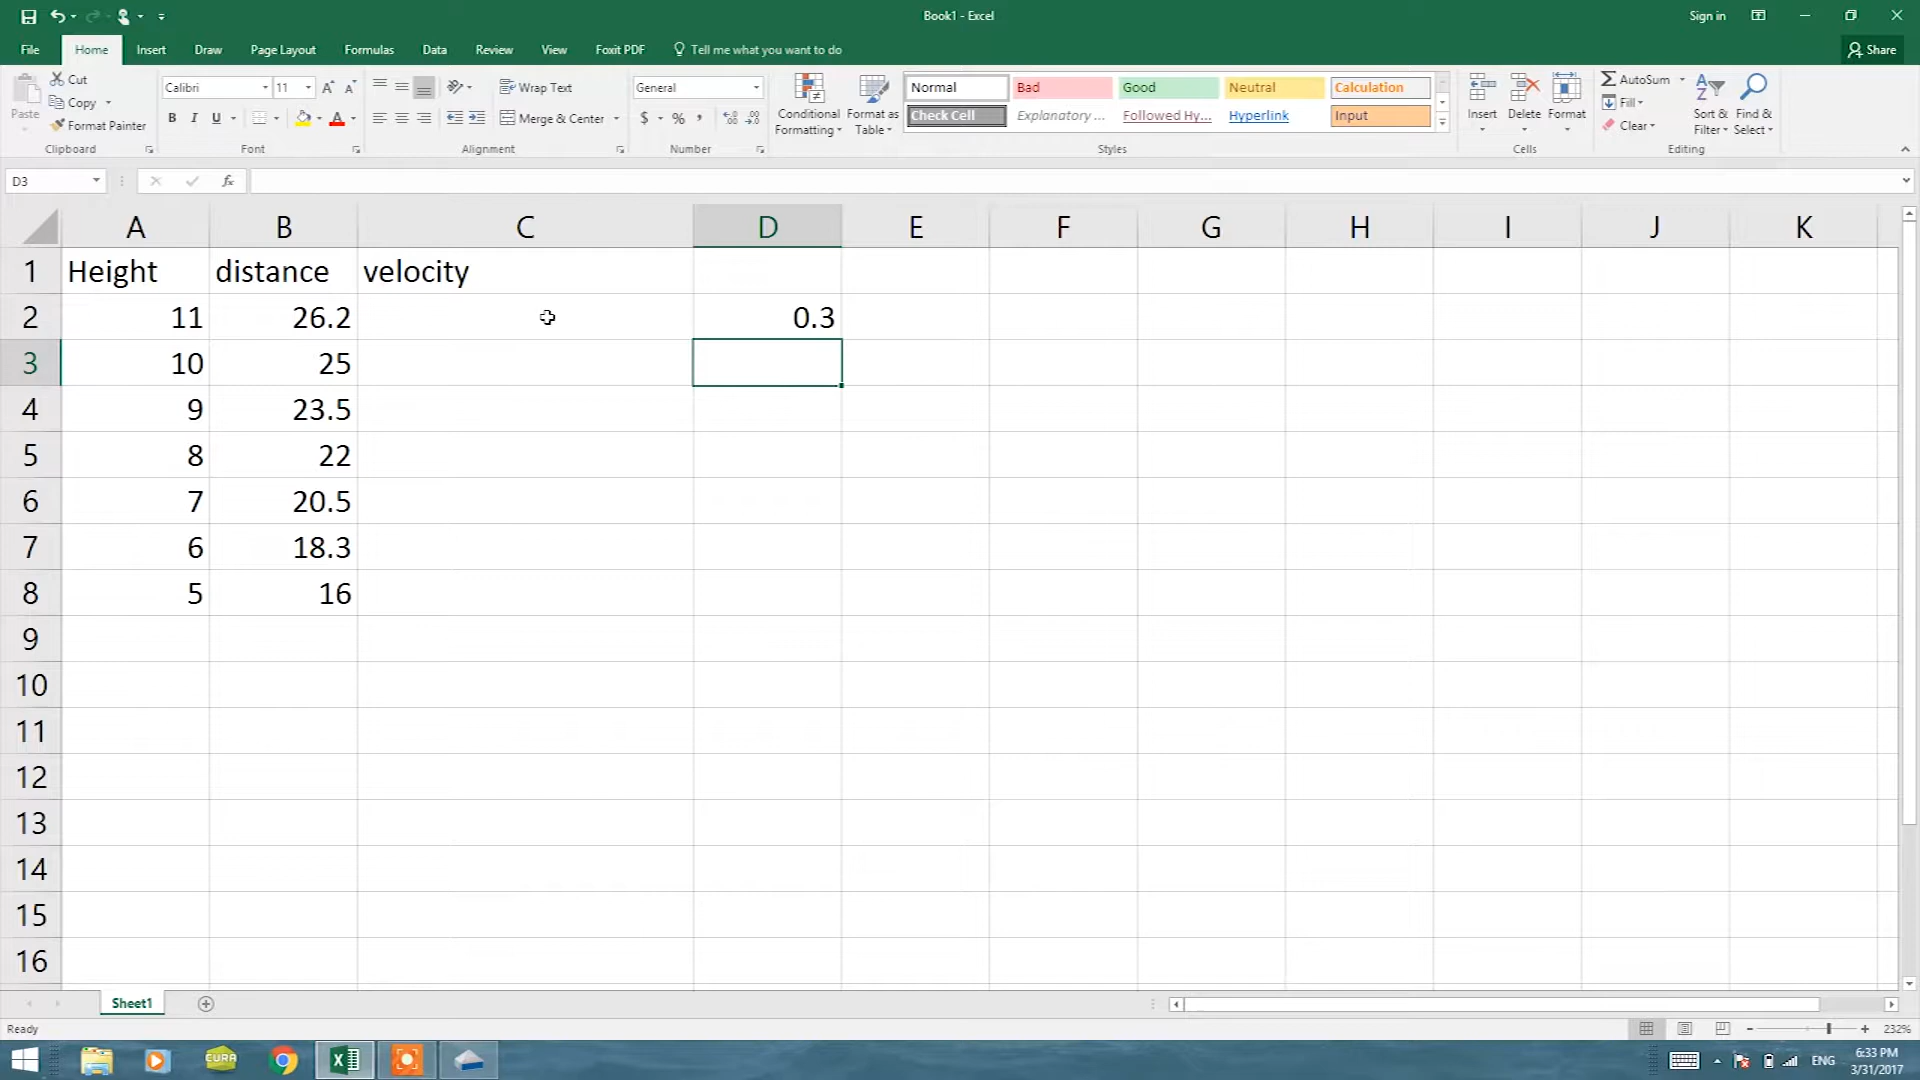 Book1 - Excel
Sign in
File Home Insert Draw Page Layout Formulas Data Review View Foxit PDF Tell me what you want to do Share
Paste
Cut
Copy
Format Painter
Clipboard
Calibri 11
B I U
Font
Wrap Text
Merge & Center
Alignment
General
$ % ,
Number
Conditional Formatting
Format as Table
Normal Bad Good Neutral Calculation
Check Cell Explanatory ... Followed Hy... Hyperlink Input
Styles
Insert Delete Format
Cells
AutoSum
Fill
Clear
Sort & Filter
Find & Select
Editing
D3 fx
A B C D E F G H I J K
1 Height distance velocity
2 11 26.2 0.3
3 10 25
4 9 23.5
5 8 22
6 7 20.5
7 6 18.3
8 5 16
9
10
11
12
13
14
15
16
Sheet1
Ready
232%
CURA
ENG
6:33 PM
3/31/2017